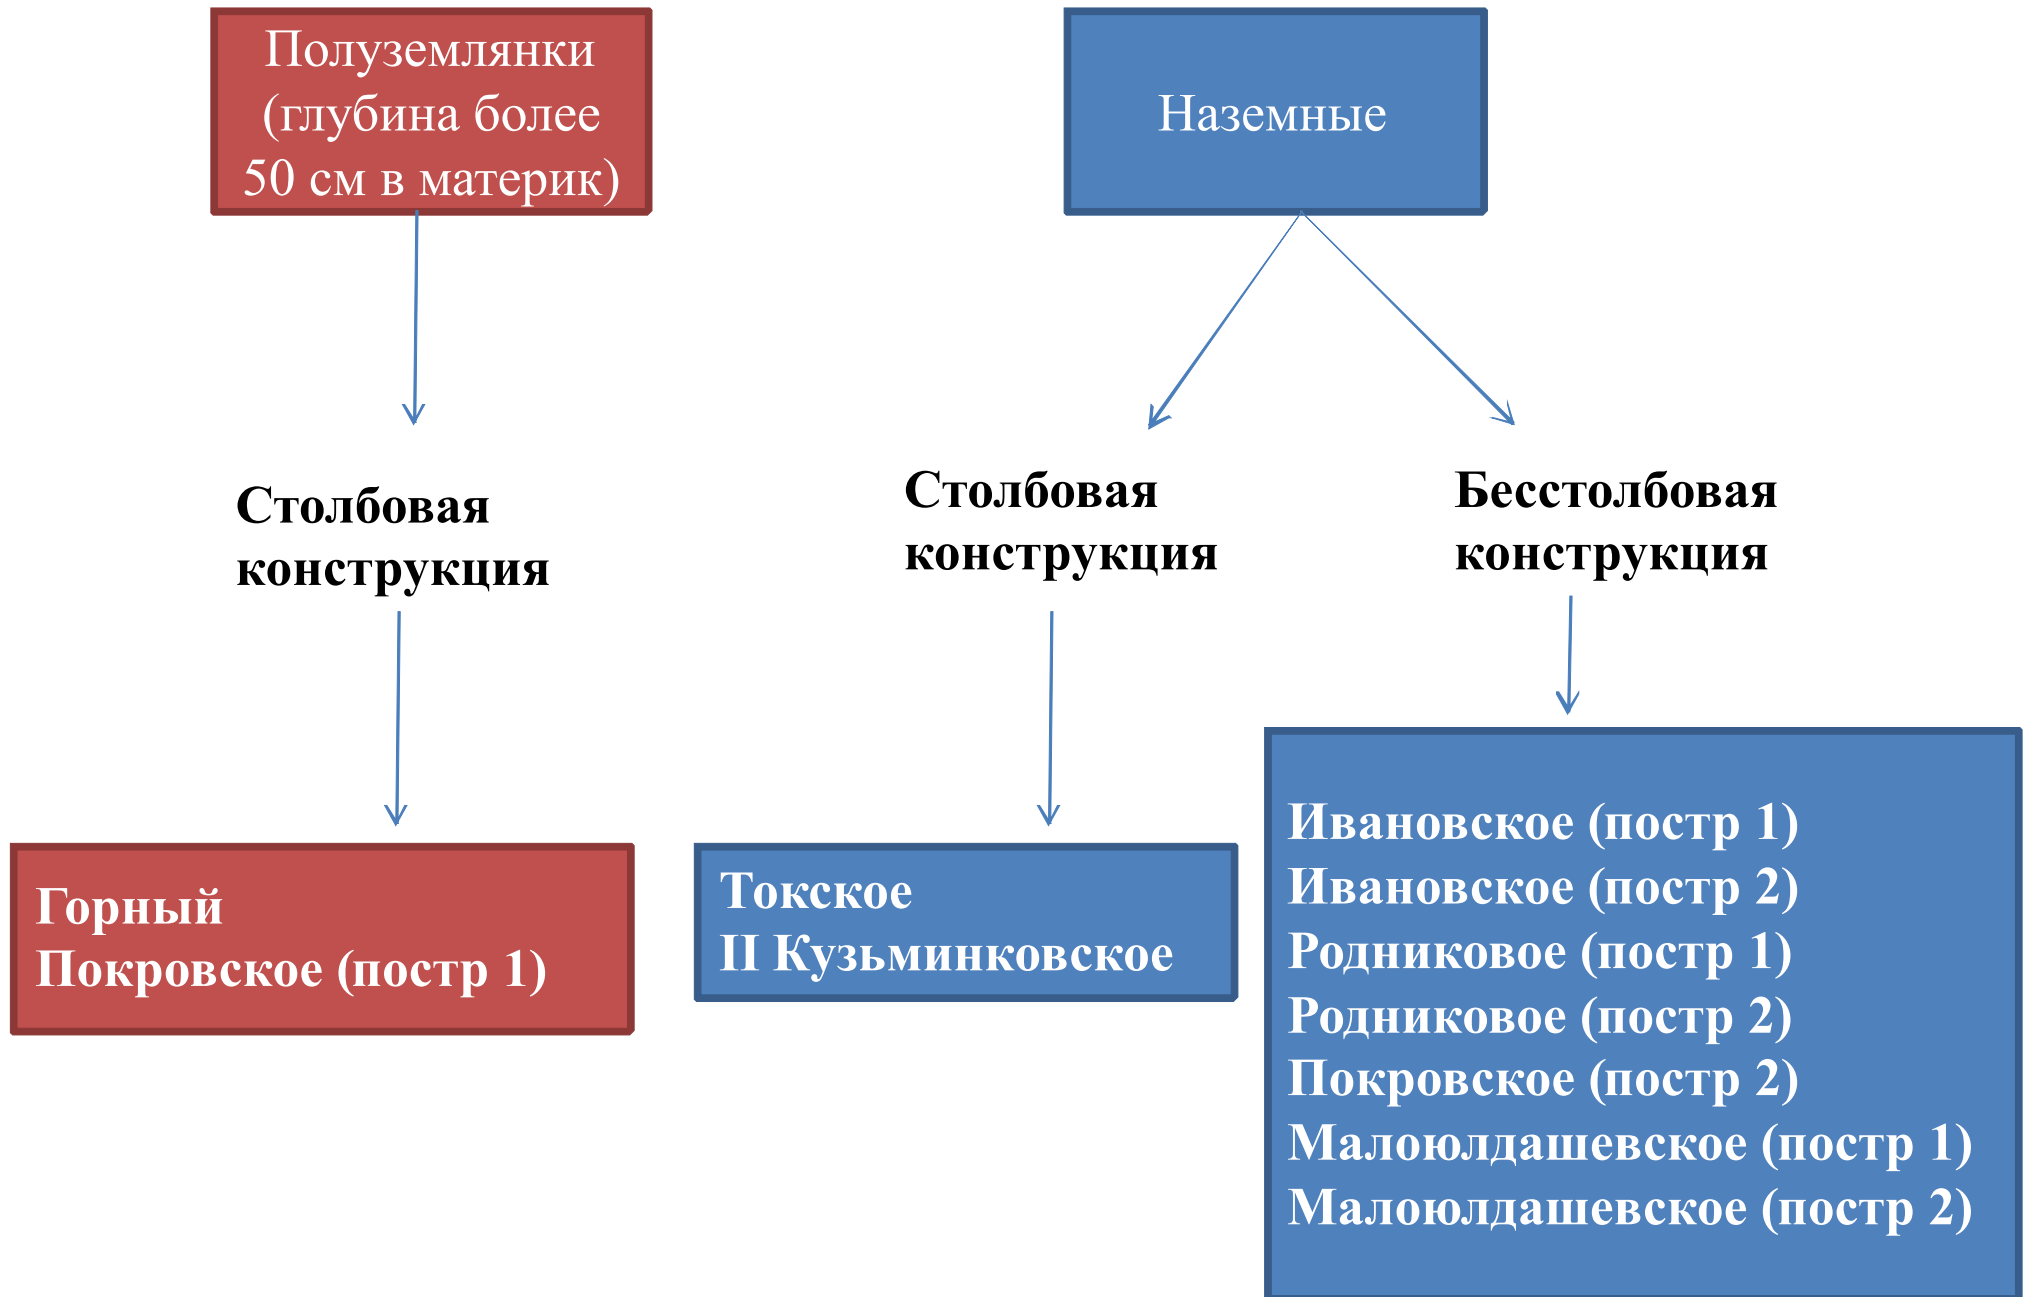 Полуземлянки
(глубина более
50 см в материк)
Наземные
Столбовая
конструкция
Столбовая
конструкция
Бесстолбовая
конструкция
Горный
Покровское (постр 1)
Токское
II Кузьминковское
Ивановское (постр 1)
Ивановское (постр 2)
Родниковое (постр 1)
Родниковое (постр 2)
Покровское (постр 2)
Малоюлдашевское (постр 1)
Малоюлдашевское (постр 2)